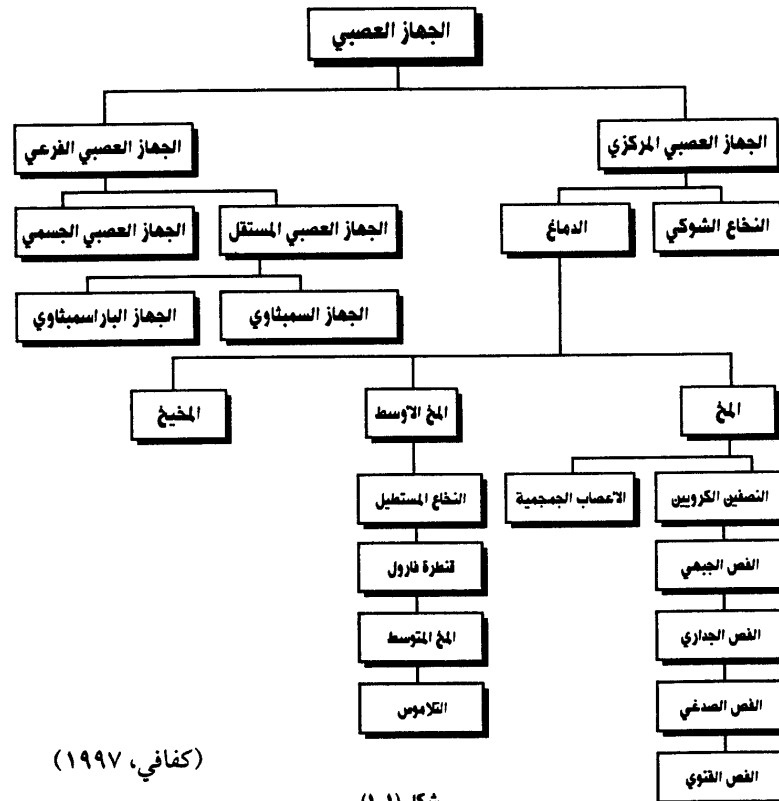 الجهاز العصبي
الجهاز العصبي المركزي
الجهاز العصبي الفرعي
النخاع الشوكي
الدماغ
الجهاز العصبي المستقل
الجهاز العصبي الجسمي
الجهاز السمبثاوي
الجهاز الباراسمبثاوي
المخ
المخ الاوسط
المخيخ
النصفين الكرويين
الاعصاب الجمجمية
النخاع المستطيل
الفص الجبهي
قنطرة فارول
الفص الجداري
المخ المتوسط
الفص الصدغي
التلاموس
الفص القنوي
(كفافي، ١٩٩٧)